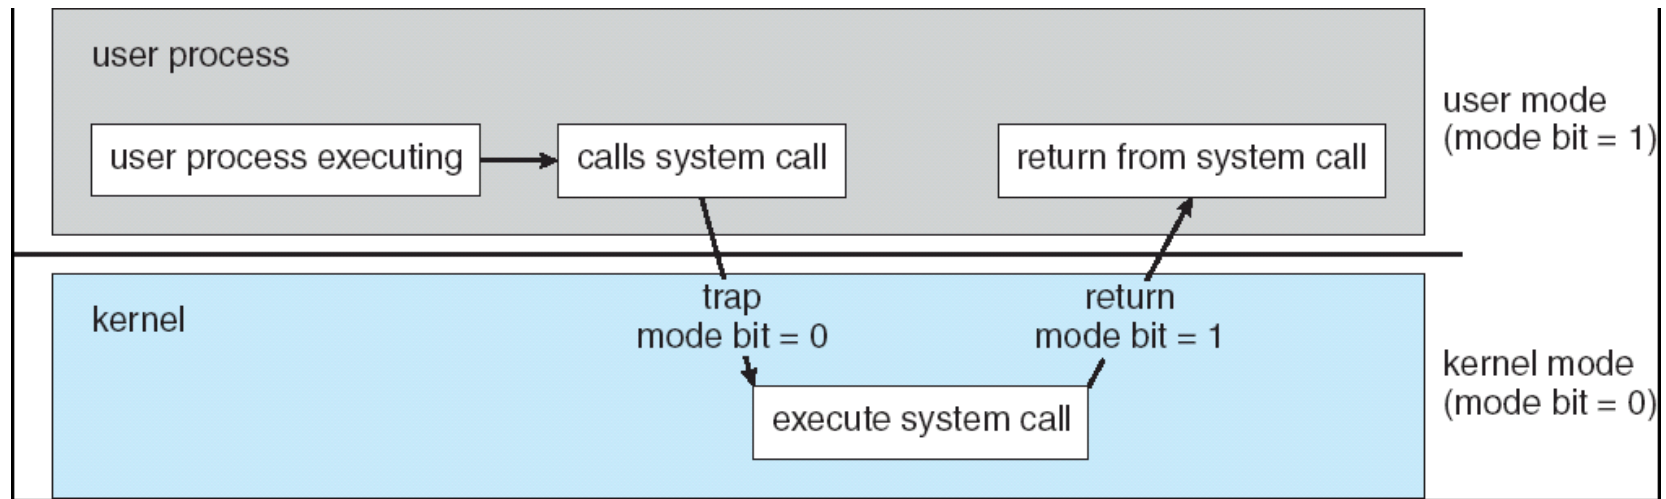 user process
user process executing
calls system call
return from system call
user mode
(mode bit = 1)
kernel
trap
mode bit = 0
return
mode bit = 1
execute system call
kernel mode
(mode bit = 0)